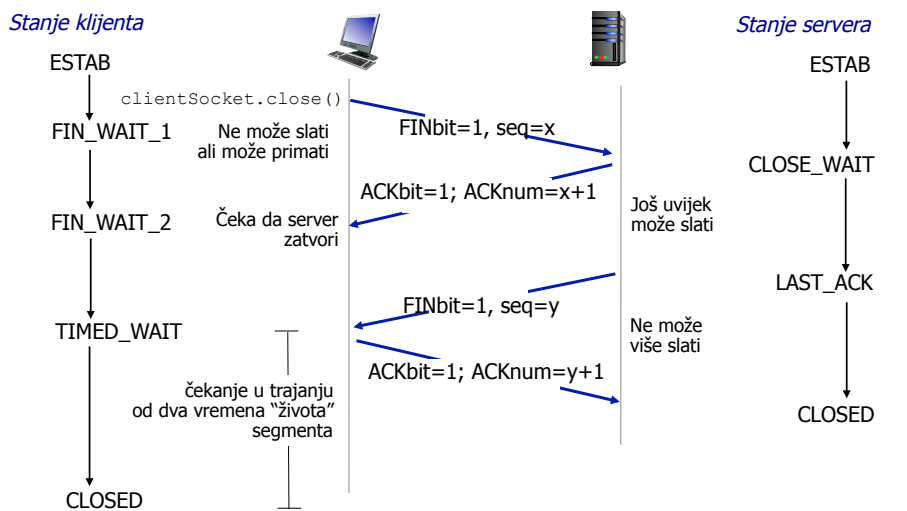 Stanje klijenta
Stanje servera
ESTAB
ESTAB
clientSocket.close()
FIN_WAIT_1
Ne može slati
ali može primati
FINbit=1, seq=x
CLOSE_WAIT
ACKbit=1; ACKnum=x+1
FIN_WAIT_2
Čeka da server
zatvori
Još uvijek
može slati
LAST_ACK
FINbit=1, seq=y
TIMED_WAIT
Ne može
više slati
ACKbit=1; ACKnum=y+1
čekanje u trajanju
od dva vremena “života”
segmenta
CLOSED
CLOSED